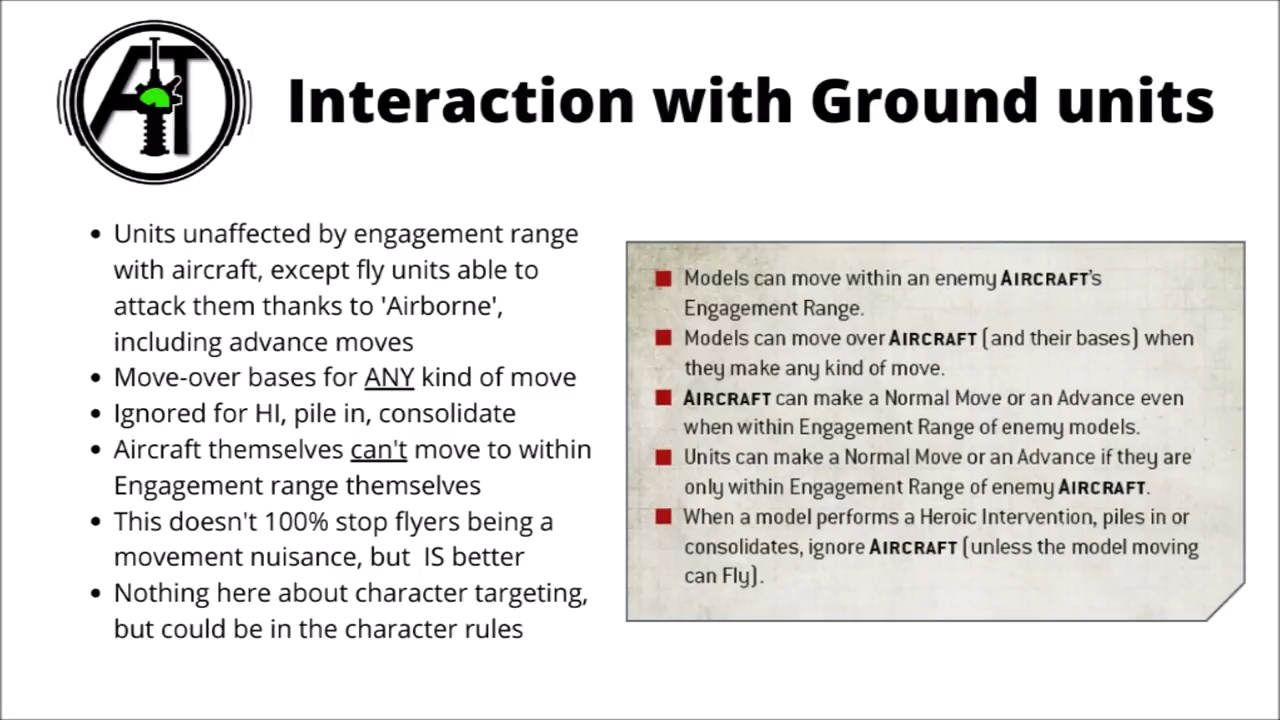 AT
Interaction with Ground units
• Units unaffected by engagement range
with aircraft, except fly units able to
attack them thanks to 'Airborne',
including advance moves
• Move-over bases for ANY kind of move
• Ignored for HI, pile in, consolidate
• Aircraft themselves can't move to within
Engagement range themselves
• This doesn't 100% stop flyers being a
movement nuisance, but  IS better
• Nothing here about character targeting,
but could be in the character rules
■ Models can move within an enemy AIRCRAFT's
Engagement Range.
■ Models can move over AIRCRAFT (and their bases) when
they make any kind of move.
■ AIRCRAFT can make a Normal Move or an Advance even
when within Engagement Range of enemy models.
■ Units can make a Normal Move or an Advance if they are
only within Engagement Range of enemy AIRCRAFT.
■ When a model performs a Heroic Intervention, piles in or
consolidates, ignore AIRCRAFT (unless the model moving
can Fly).